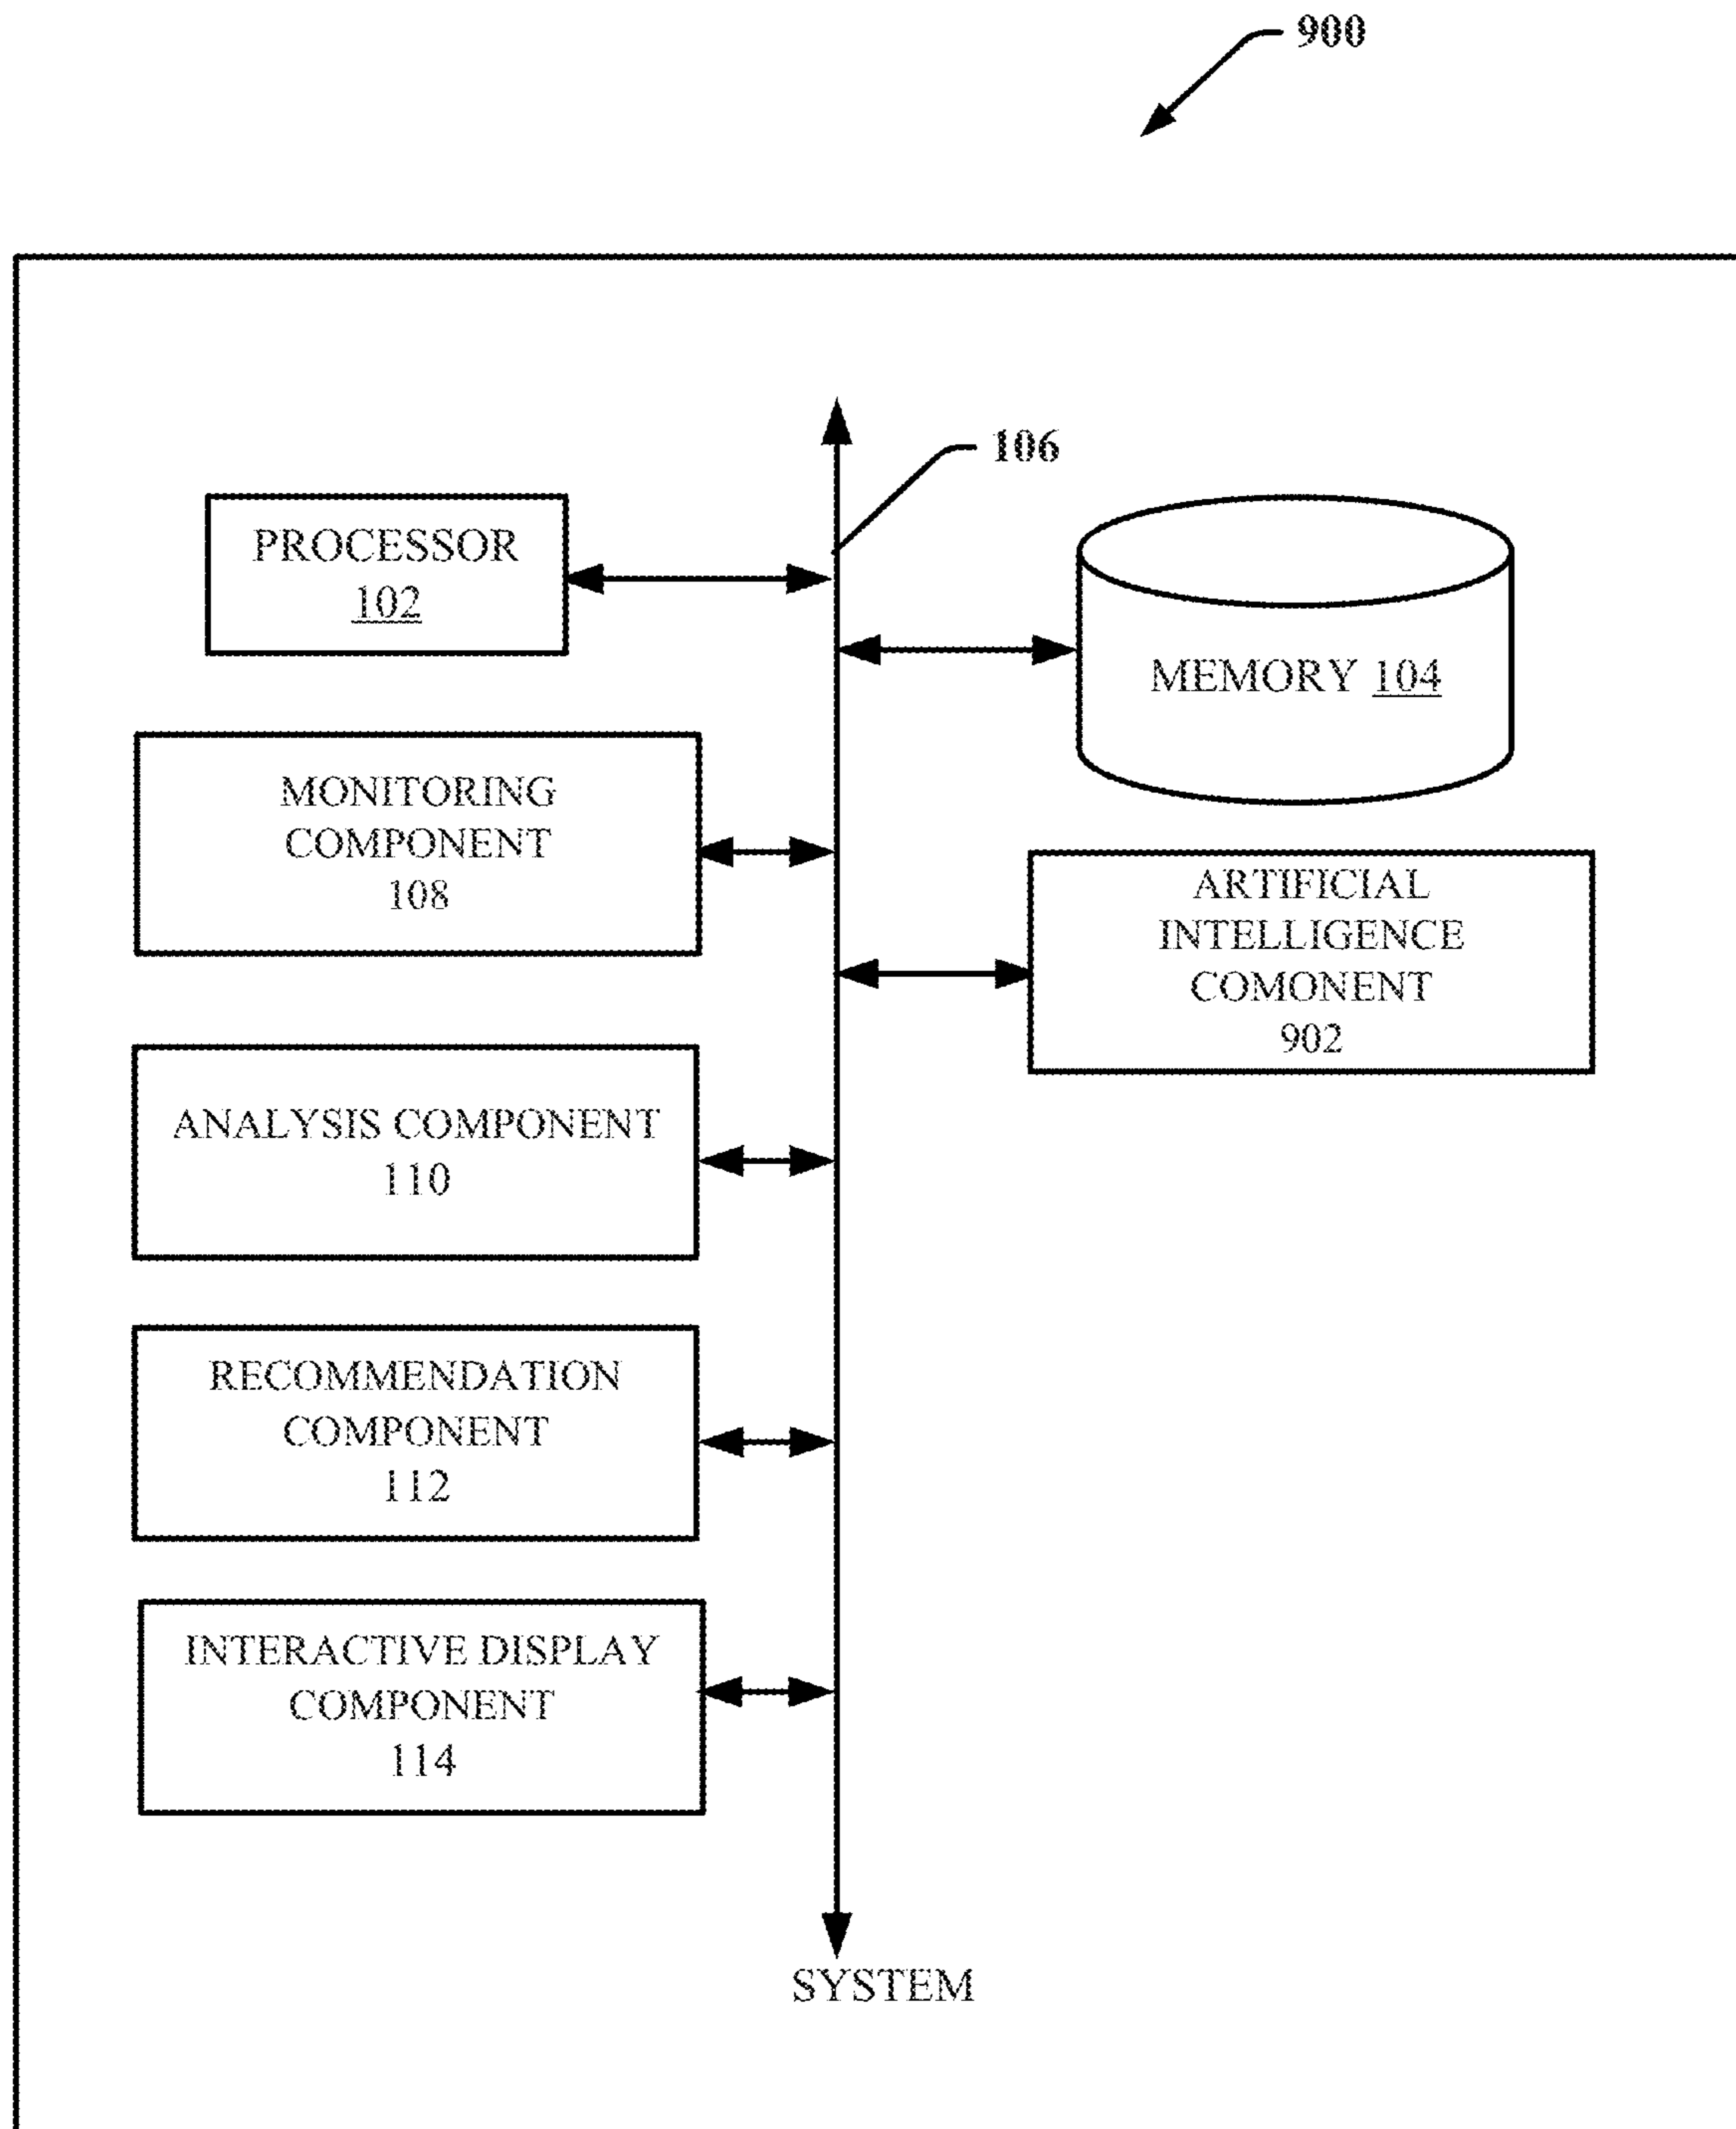 900
106
PROCESSOR
102
MEMORY 104
MONITORING
COMPONENT
108
ARTIFICIAL
INTELLIGENCE
COMONENT
902
ANALYSIS COMPONENT
110
RECOMMENDATION
COMPONENT
112
INTERACTIVE DISPLAY
COMPONENT
114
SYSTEM